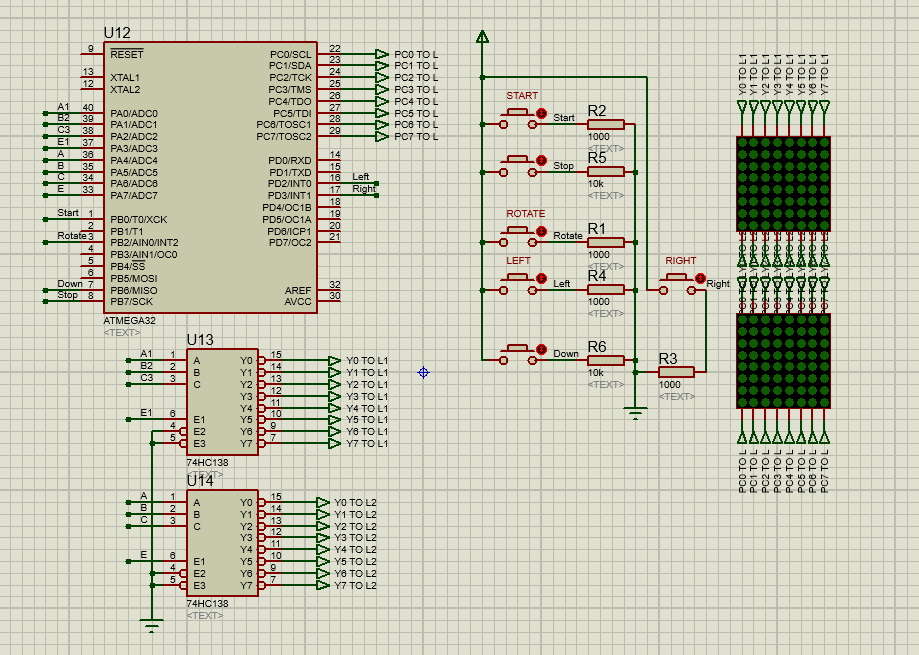 U12
9 RESET
13 XTAL1
12 XTAL2
A1 40 PA0/ADC0
B2 39 PA1/ADC1
C3 38 PA2/ADC2
E1 37 PA3/ADC3
A 36 PA4/ADC4
B 35 PA5/ADC5
C 34 PA6/ADC6
E 33 PA7/ADC7
Start 1 PB0/T0/XCK
2 PB1/T1
Rotate 3 PB2/AIN0/INT2
4 PB3/AIN1/OC0
5 PB4/SS
6 PB5/MOSI
Down 7 PB6/MISO
Stop 8 PB7/SCK
PC0/SCL 22 PC0 TO L
PC1/SDA 23 PC1 TO L
PC2/TCK 24 PC2 TO L
PC3/TMS 25 PC3 TO L
PC4/TDO 26 PC4 TO L
PC5/TDI 27 PC5 TO L
PC6/TOSC1 28 PC6 TO L
PC7/TOSC2 29 PC7 TO L
PD0/RXD 14
PD1/TXD 15
PD2/INT0 16 Left
PD3/INT1 17 Right
PD4/OC1B 18
PD5/OC1A 19
PD6/ICP1 20
PD7/OC2 21
AREF 32
AVCC 30
ATMEGA32
<TEXT>
U13
A1 1 A Y0 15 Y0 TO L1
B2 2 B Y1 14 Y1 TO L1
C3 3 C Y2 13 Y2 TO L1
Y3 12 Y3 TO L1
Y4 11 Y4 TO L1
E1 6 E1 Y5 10 Y5 TO L1
4 E2 Y6 9 Y6 TO L1
5 E3 Y7 7 Y7 TO L1
74HC138
<TEXT>
U14
A 1 A Y0 15 Y0 TO L2
B 2 B Y1 14 Y1 TO L2
C 3 C Y2 13 Y2 TO L2
Y3 12 Y3 TO L2
Y4 11 Y4 TO L2
E 6 E1 Y5 10 Y5 TO L2
4 E2 Y6 9 Y6 TO L2
5 E3 Y7 7 Y7 TO L2
74HC138
<TEXT>
START
Start
R2
1000
<TEXT>
Stop
R5
10k
<TEXT>
ROTATE
Rotate
R1
1000
<TEXT>
LEFT
Left
R4
1000
<TEXT>
Down
R6
10k
<TEXT>
RIGHT
Right
R3
1000
<TEXT>
Y0 TO L1
Y1 TO L1
Y2 TO L1
Y3 TO L1
Y4 TO L1
Y5 TO L1
Y6 TO L1
Y7 TO L1
PC0 TO L
PC1 TO L
PC2 TO L
PC3 TO L
PC4 TO L
PC5 TO L
PC6 TO L
PC7 TO L